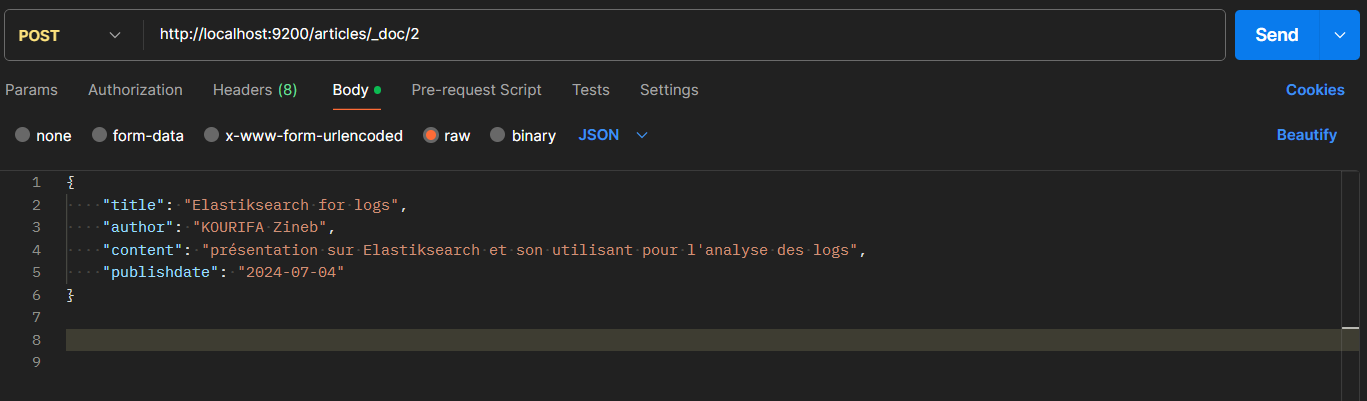 POST http://localhost:9200/articles/_doc/2 Send
Params Authorization Headers (8) Body Pre-request Script Tests Settings Cookies
none form-data x-www-form-urlencoded raw binary JSON Beautify
1 {
2 "title": "Elastiksearch for logs",
3 "author": "KOURIFA Zineb",
4 "content": "présentation sur Elastiksearch et son utilisant pour l'analyse des logs",
5 "publishdate": "2024-07-04"
6 }
7
8
9